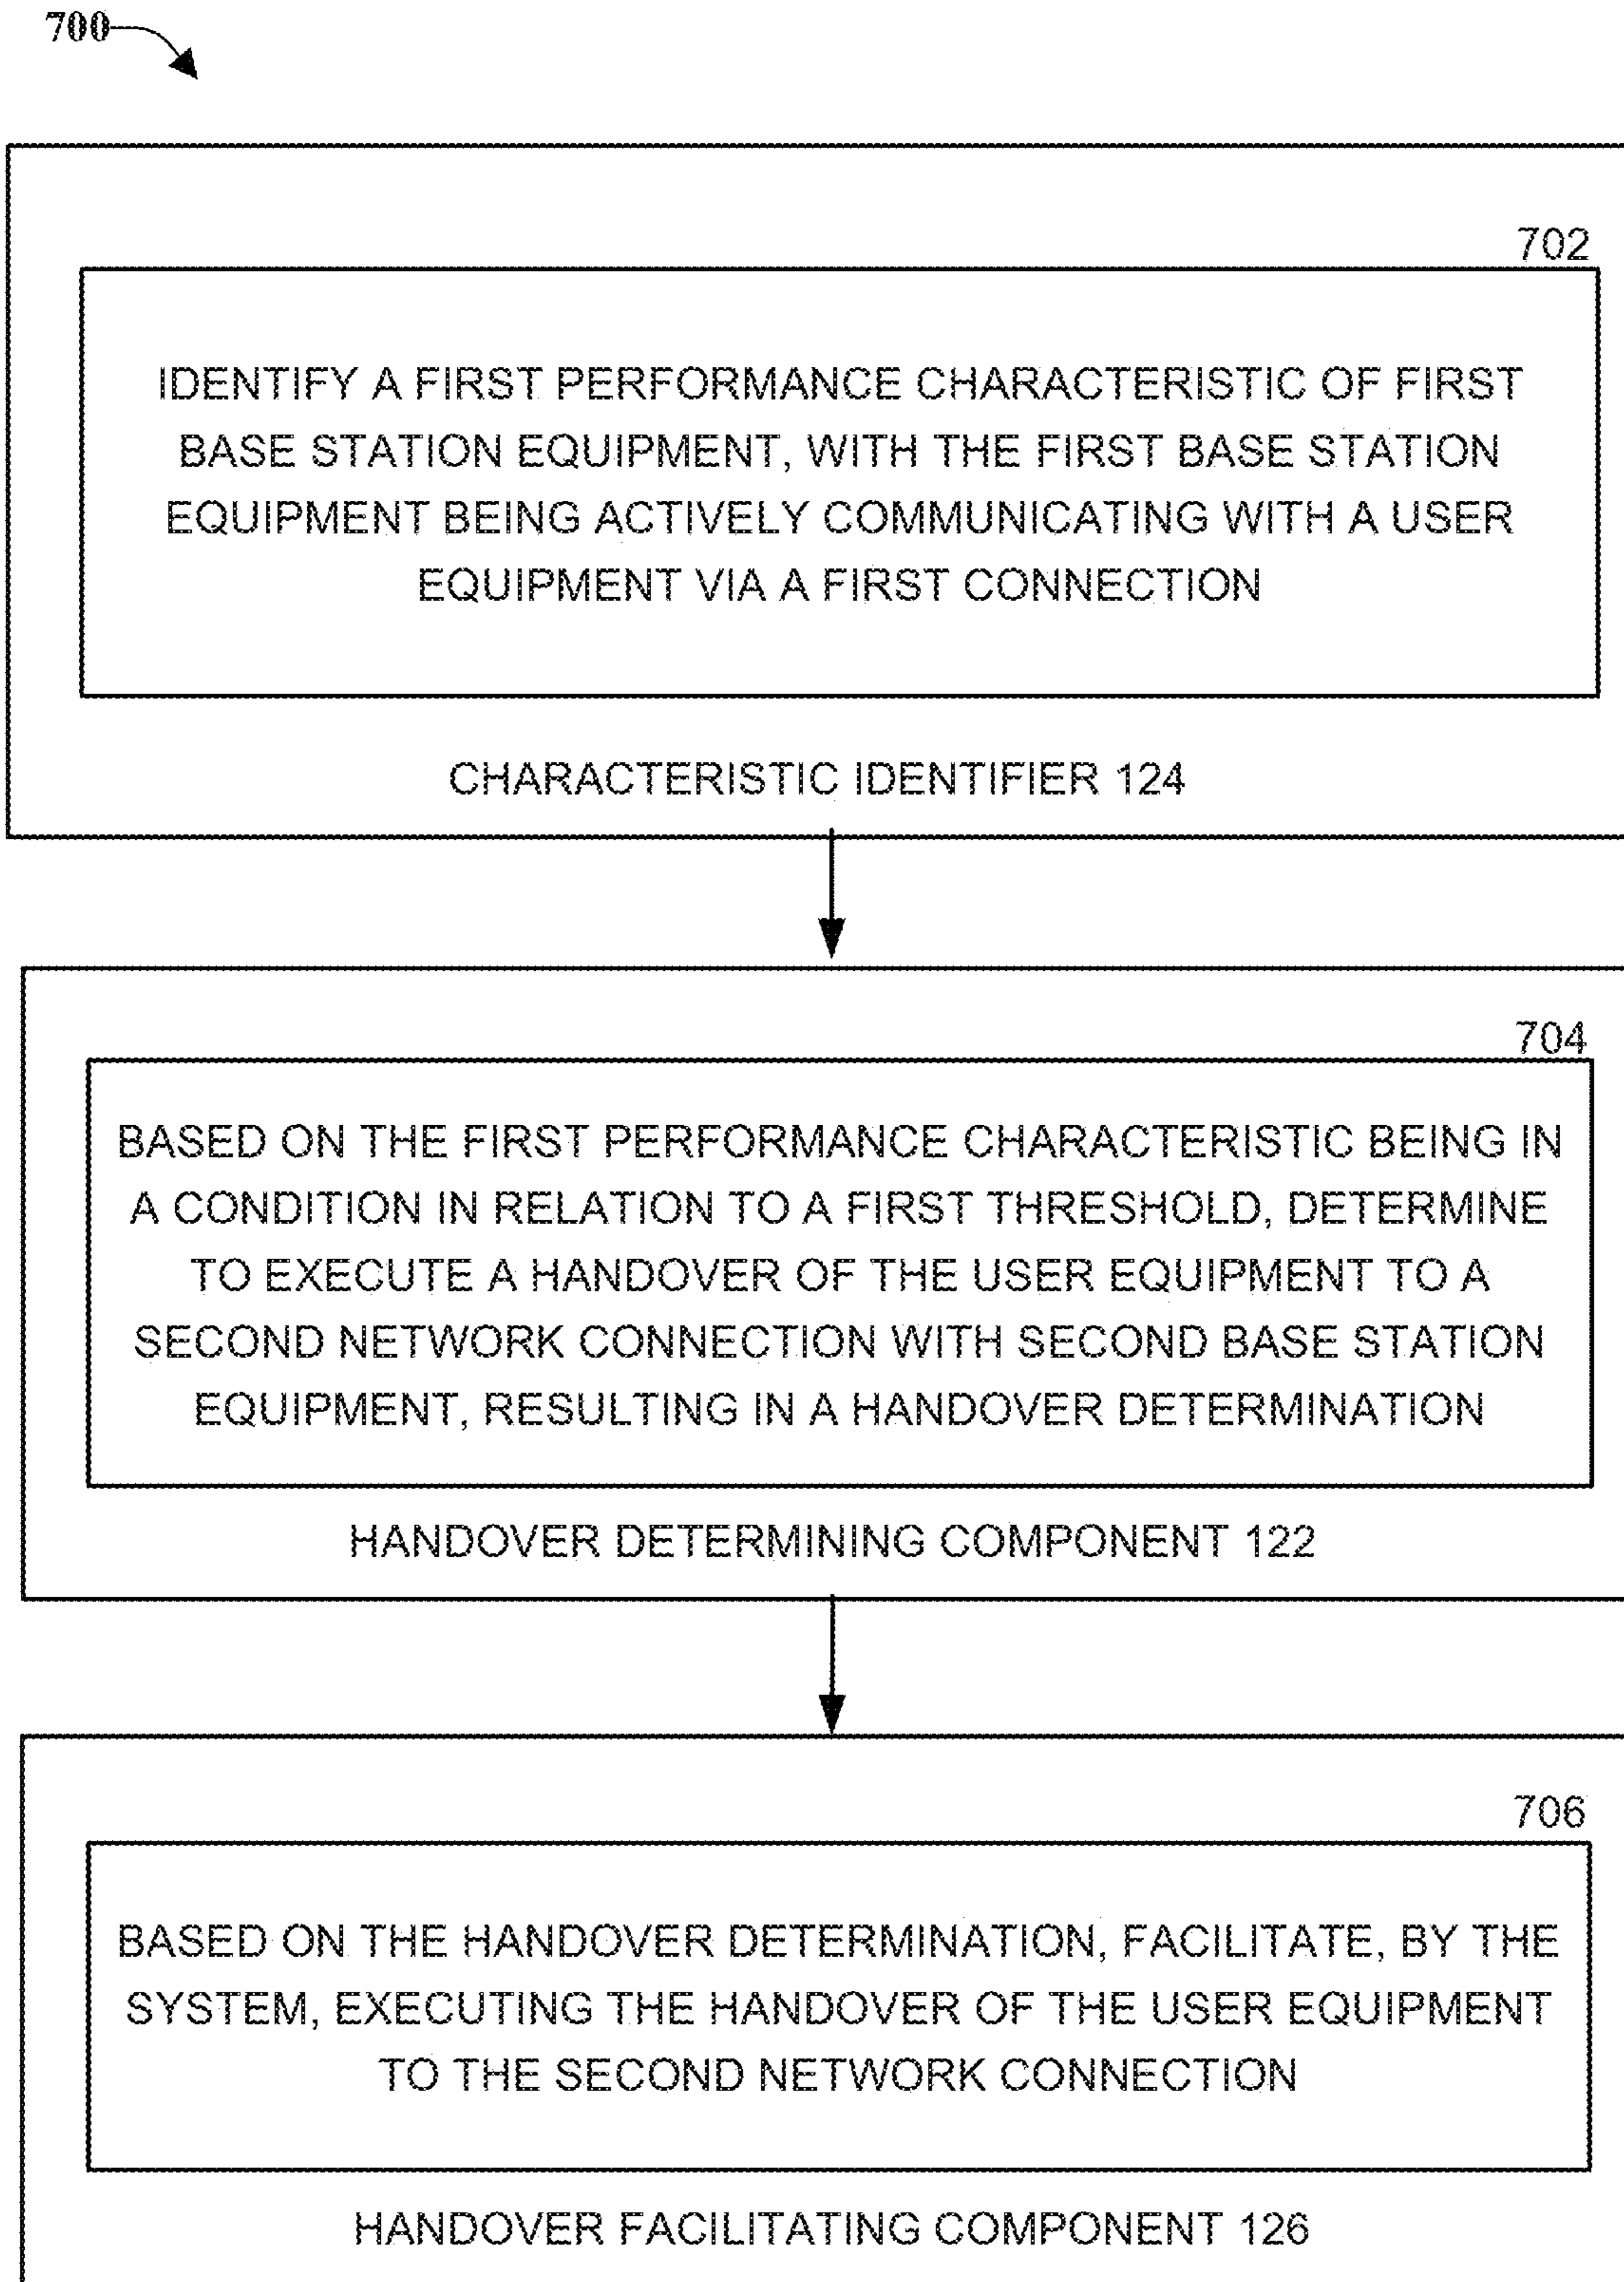 700
702
IDENTIFY A FIRST PERFORMANCE CHARACTERISTIC OF FIRST
BASE STATION EQUIPMENT, WITH THE FIRST BASE STATION
EQUIPMENT BEING ACTIVELY COMMUNICATING WITH A USER
EQUIPMENT VIA A FIRST CONNECTION
CHARACTERISTIC IDENTIFIER 124
704
BASED ON THE FIRST PERFORMANCE CHARACTERISTIC BEING IN
A CONDITION IN RELATION TO A FIRST THRESHOLD, DETERMINE
TO EXECUTE A HANDOVER OF THE USER EQUIPMENT TO A
SECOND NETWORK CONNECTION WITH SECOND BASE STATION
EQUIPMENT, RESULTING IN A HANDOVER DETERMINATION
HANDOVER DETERMINING COMPONENT 122
706
BASED ON THE HANDOVER DETERMINATION, FACILITATE, BY THE
SYSTEM, EXECUTING THE HANDOVER OF THE USER EQUIPMENT
TO THE SECOND NETWORK CONNECTION
HANDOVER FACILITATING COMPONENT 126